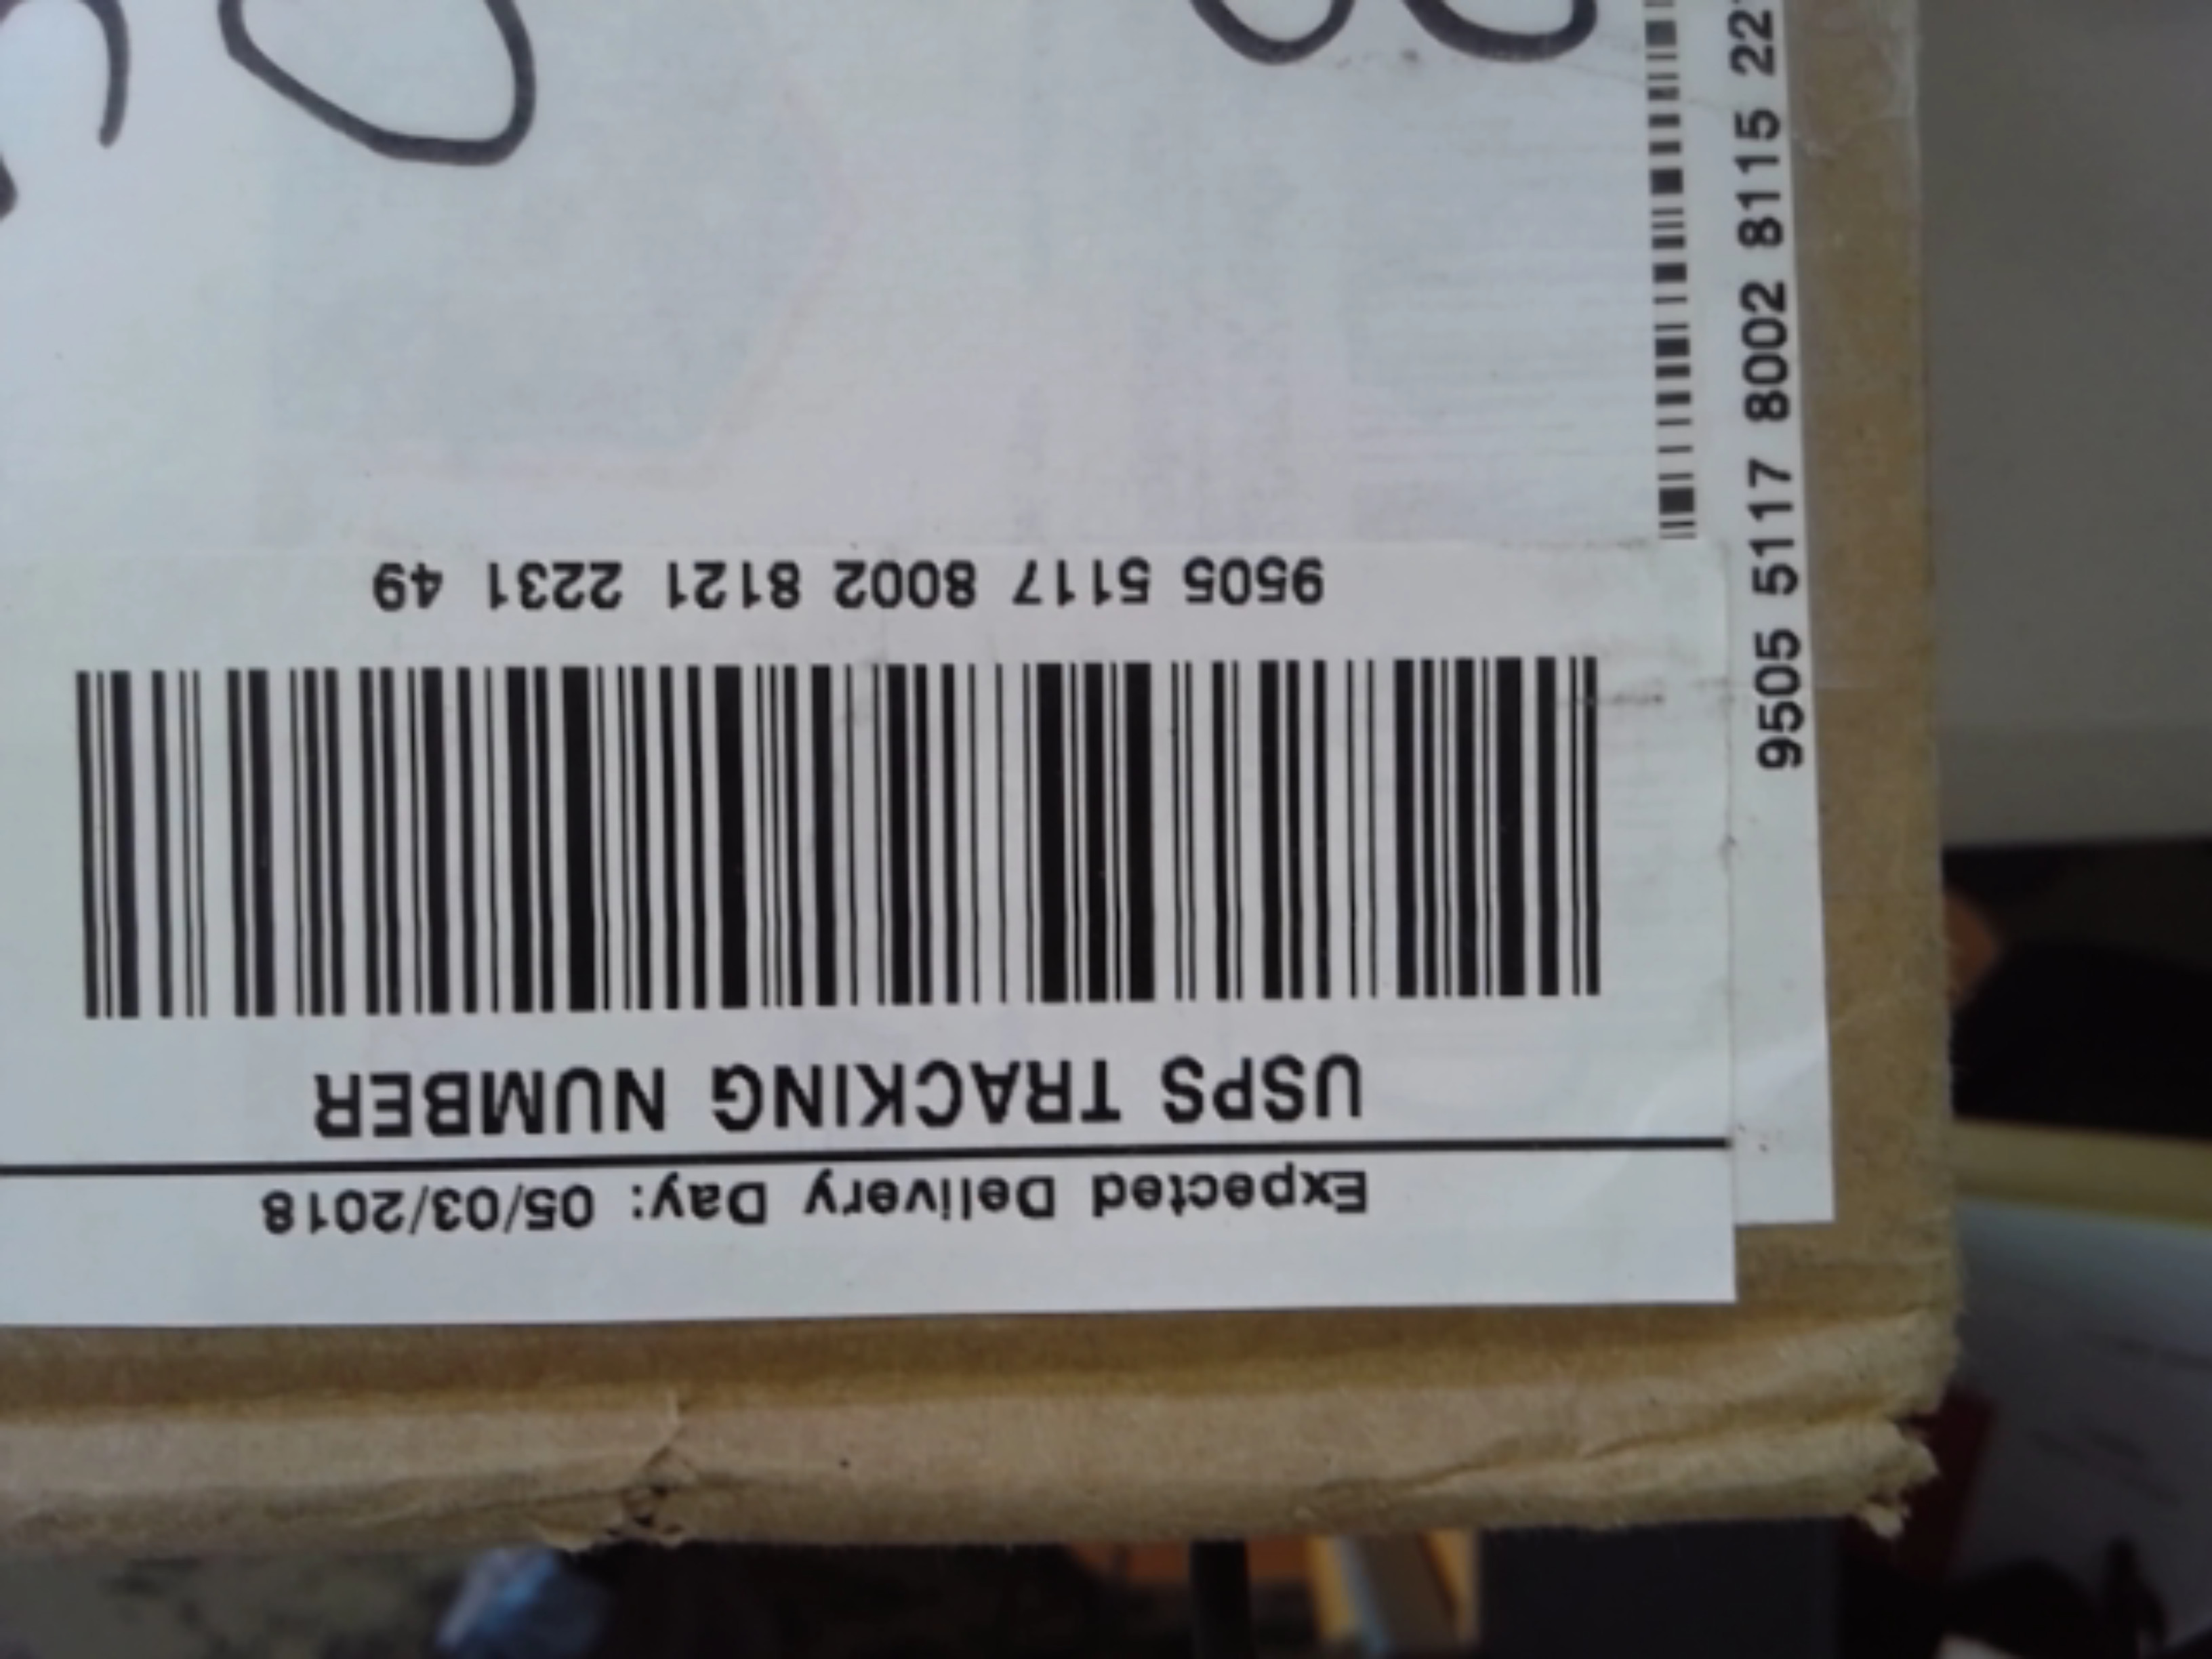 Expected Delivery Day: 05/03/2018
USPS TRACKING NUMBER
9505 5117 8002 8121 2231 49
9505 5117 8002 8115 22